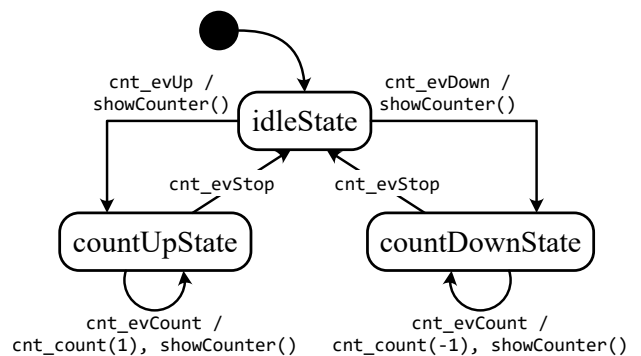 cnt_evUp /
showCounter()
cnt_evDown /
showCounter()
idleState
cnt_evStop
cnt_evStop
countUpState
countDownState
cnt_evCount /
cnt_count(1), showCounter()
cnt_evCount /
cnt_count(-1), showCounter()